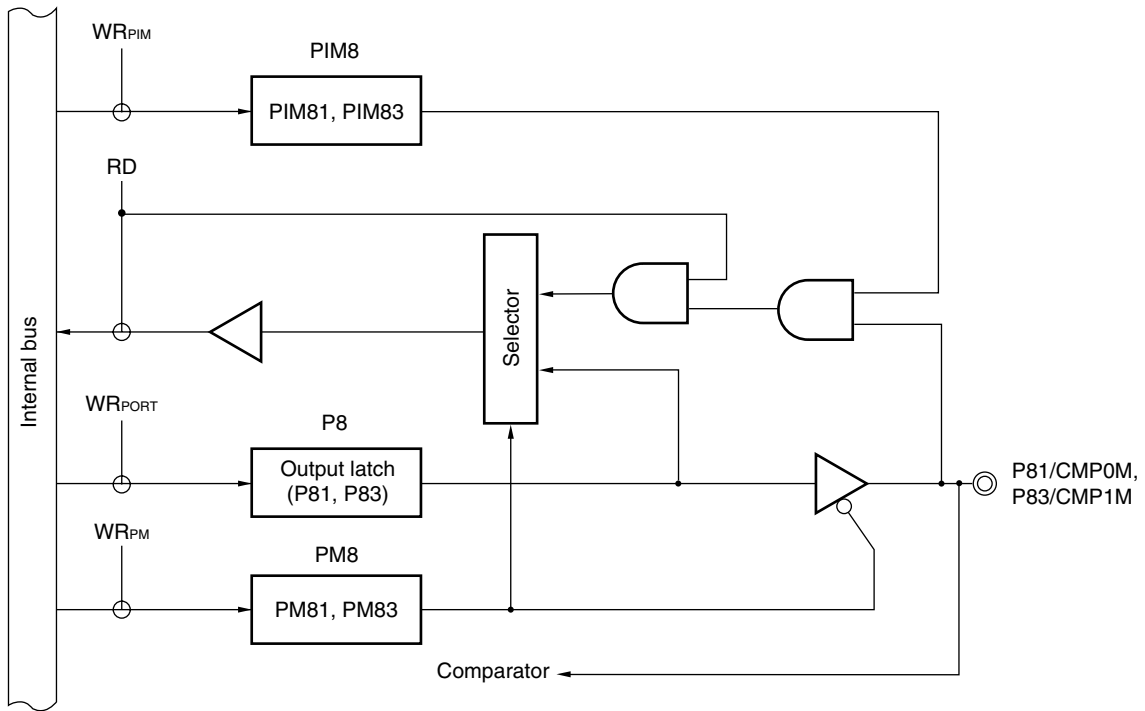 WRPIM
PIM8
PIM81, PIM83
RD
Selector
Internal bus
WRPORT
P8
Output latch
(P81, P83)
P81/CMP0M,
P83/CMP1M
WRPM
PM8
PM81, PM83
Comparator